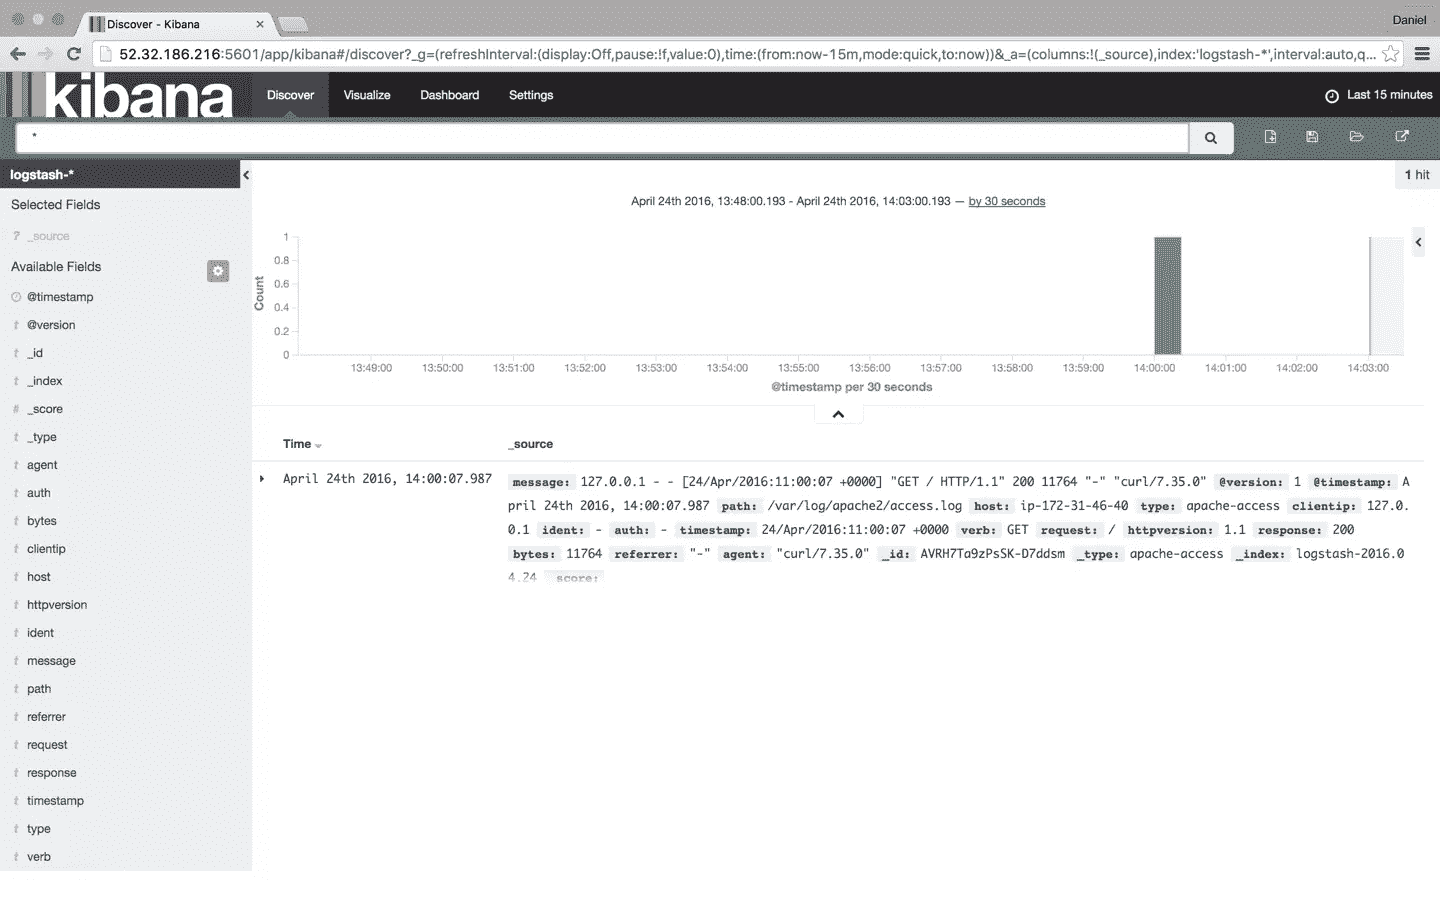 Discover - Kibana
Daniel
52.32.186.216:5601/app/kibana#/discover?_g=(refreshInterval:(display:Off,pause:!f,value:0),time:(from:now-15m,mode:quick,to:now))&_a=(columns:!(_source),index:'logstash-*',interval:auto,q...
kibana Discover Visualize Dashboard Settings Last 15 minutes
*
logstash-*
1 hit
Selected Fields
? _source
Available Fields
@timestamp
t @version
t _id
t _index
# _score
t _type
t agent
t auth
t bytes
t clientip
t host
t httpversion
t ident
t message
t path
t referrer
t request
t response
t timestamp
t type
t verb
April 24th 2016, 13:48:00.193 - April 24th 2016, 14:03:00.193 — by 30 seconds
Count
1
0.8
0.6
0.4
0.2
0
13:49:00 13:50:00 13:51:00 13:52:00 13:53:00 13:54:00 13:55:00 13:56:00 13:57:00 13:58:00 13:59:00 14:00:00 14:01:00 14:02:00 14:03:00
@timestamp per 30 seconds
Time _source
April 24th 2016, 14:00:07.987
message: 127.0.0.1 - - [24/Apr/2016:11:00:07 +0000] "GET / HTTP/1.1" 200 11764 "-" "curl/7.35.0" @version: 1 @timestamp: A
pril 24th 2016, 14:00:07.987 path: /var/log/apache2/access.log host: ip-172-31-46-40 type: apache-access clientip: 127.0.
0.1 ident: - auth: - timestamp: 24/Apr/2016:11:00:07 +0000 verb: GET request: / httpversion: 1.1 response: 200
bytes: 11764 referrer: "-" agent: "curl/7.35.0" _id: AVRH7Ta9zPsSK-D7ddsm _type: apache-access _index: logstash-2016.0
4.24 _score: